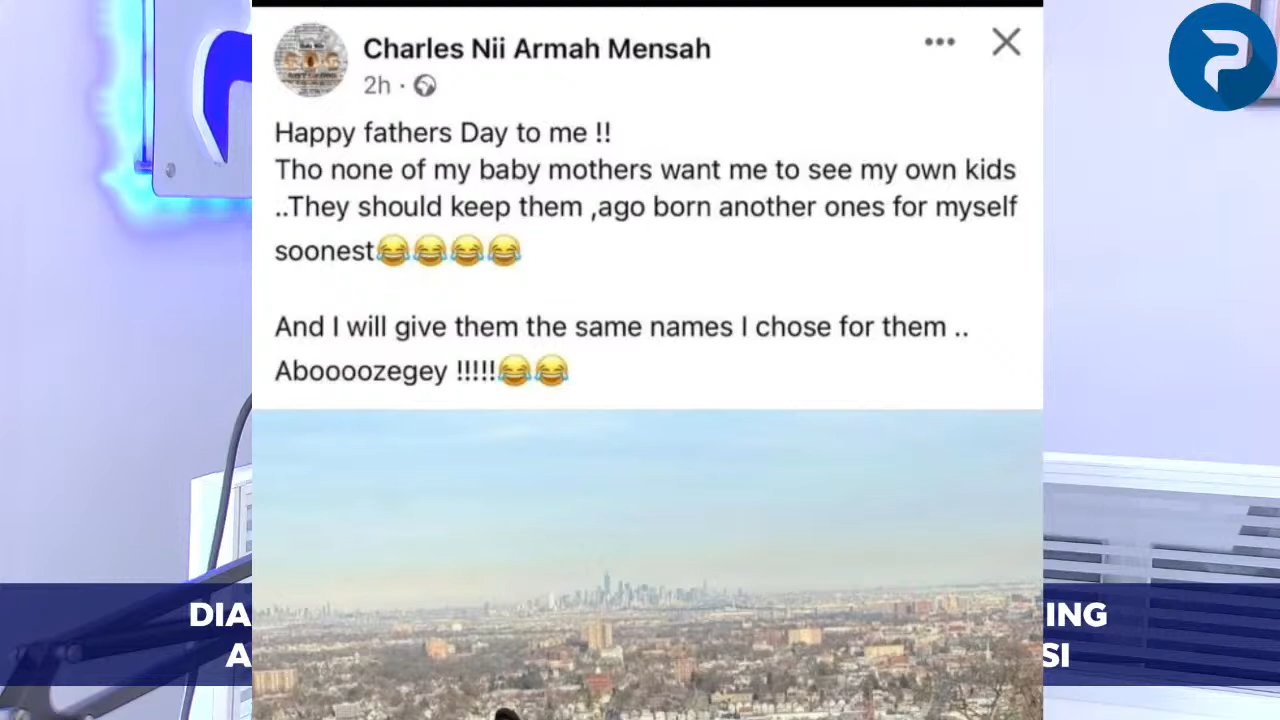 Charles Nii Armah Mensah
2h ·
Happy fathers Day to me !!
Tho none of my baby mothers want me to see my own kids
..They should keep them ,ago born another ones for myself
soonest😂😂😂😂
And I will give them the same names I chose for them ..
Aboooozegey !!!!!😂😂
DIA ING
A SI